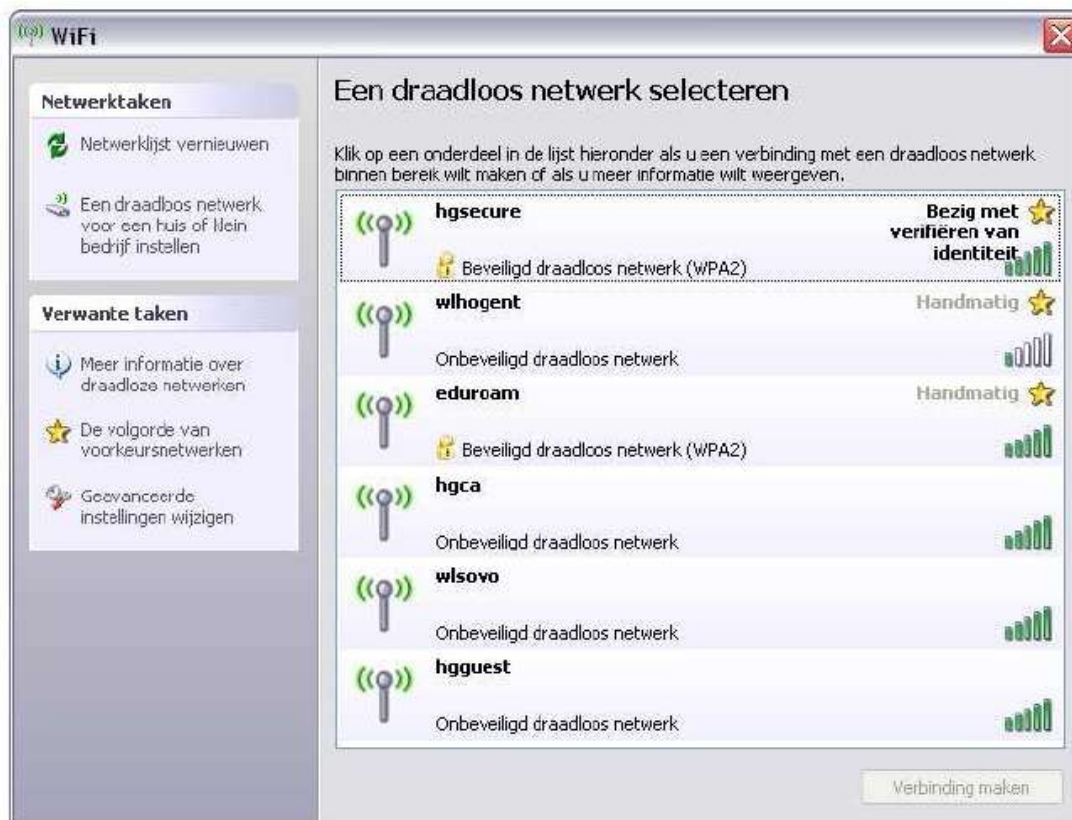 WiFi
Netwerktaken
Netwerklijst vernieuwen
Een draadloos netwerk
voor een huis of klein
bedrijf instellen
Verwante taken
Meer informatie over
draadloze netwerken
De volgorde van
voorkeursnetwerken
Geavanceerde
instellingen wijzigen
Een draadloos netwerk selecteren
Klik op een onderdeel in de lijst hieronder als u een verbinding met een draadloos netwerk
binnen bereik wilt maken of als u meer informatie wilt weergeven.
hgsecure
Bezig met
verifiëren van
identiteit
Beveiligd draadloos netwerk (WPA2)
wlhogent
Handmatig
Onbeveiligd draadloos netwerk
eduroam
Handmatig
Beveiligd draadloos netwerk (WPA2)
hgca
Onbeveiligd draadloos netwerk
wlsovo
Onbeveiligd draadloos netwerk
hgguest
Onbeveiligd draadloos netwerk
Verbinding maken